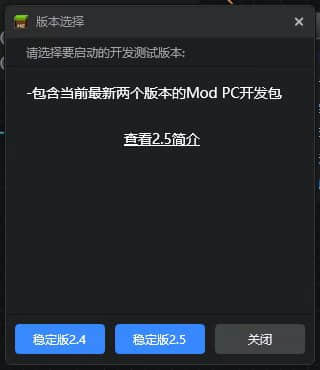 版本选择
请选择要启动的开发测试版本:
-包含当前最新两个版本的Mod PC开发包
查看2.5简介
稳定版2.4
稳定版2.5
关闭